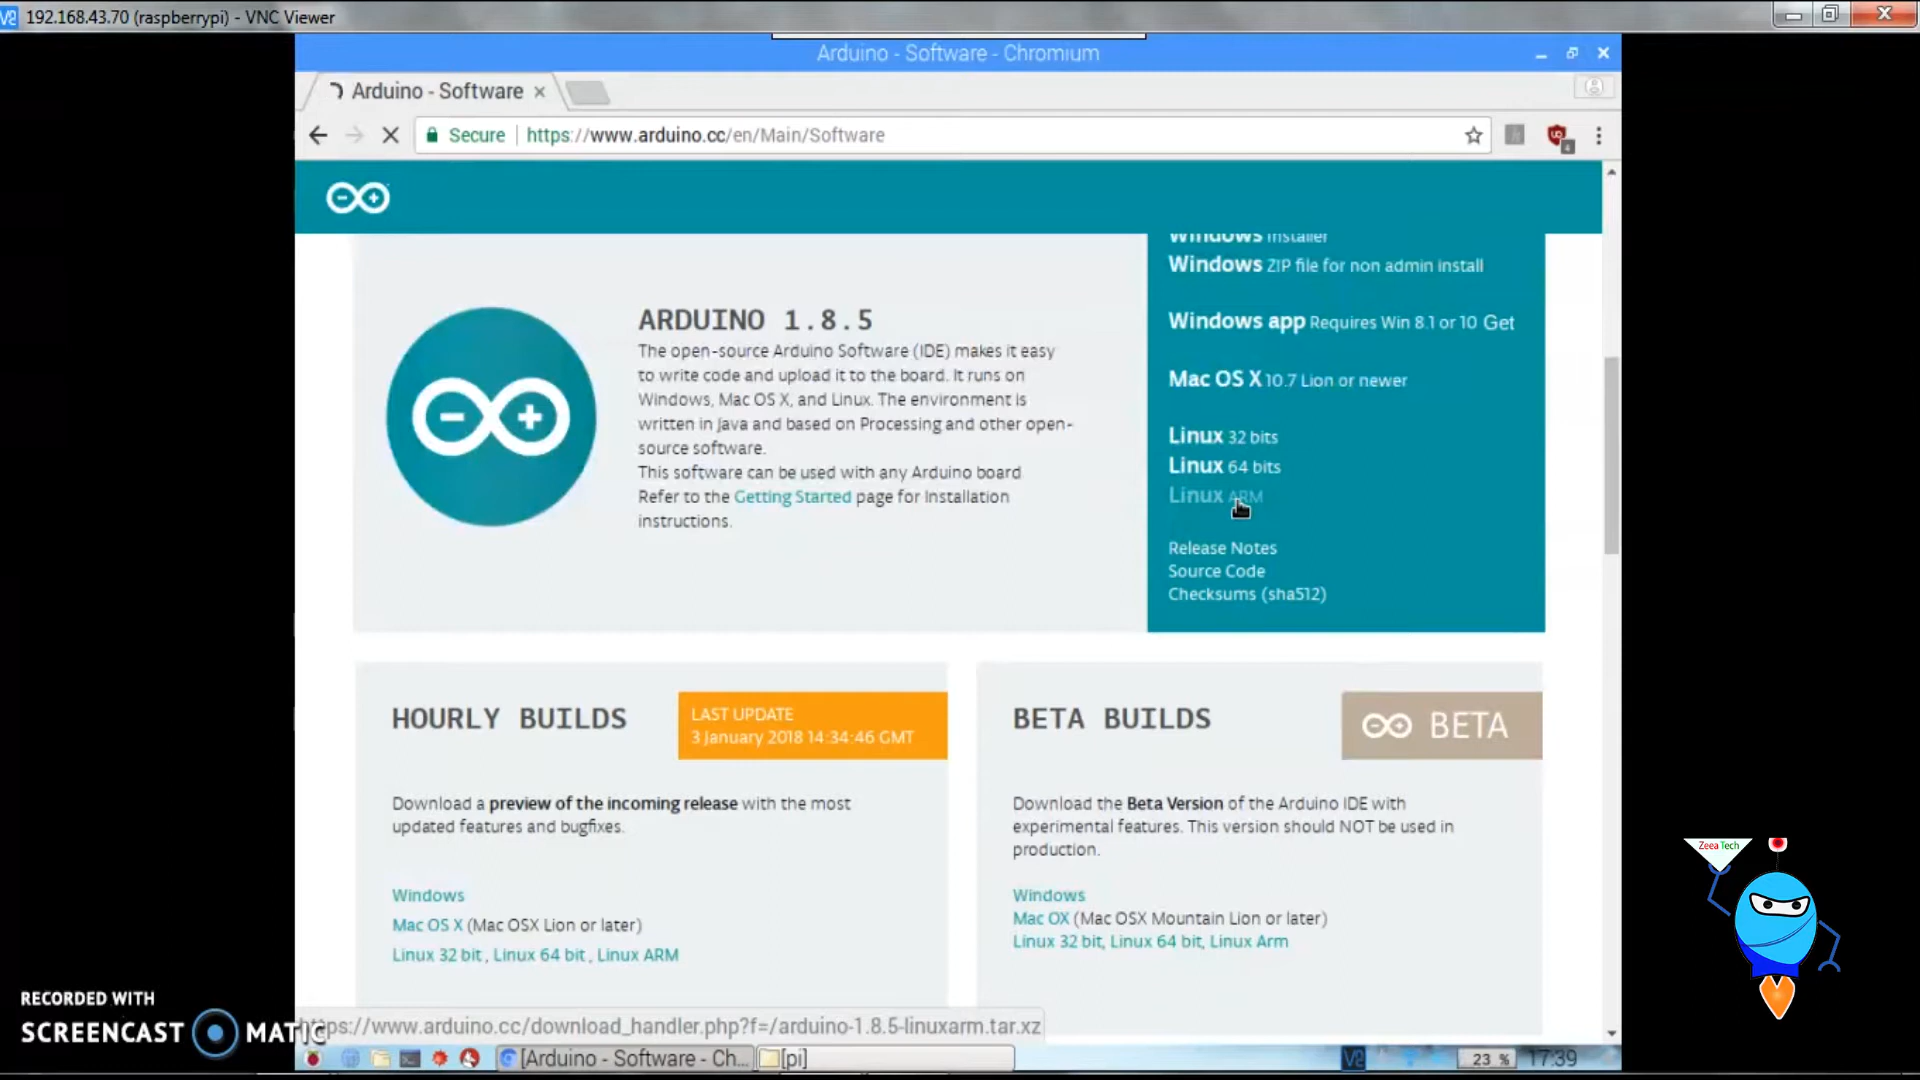 192.168.43.70 (raspberrypi) - VNC Viewer
Arduino - Software - Chromium
Arduino - Software
Secure https://www.arduino.cc/en/Main/Software
Windows Installer
Windows ZIP file for non admin install
Windows app Requires Win 8.1 or 10 Get
Mac OS X 10.7 Lion or newer
Linux 32 bits
Linux 64 bits
Linux ARM
Release Notes
Source Code
Checksums (sha512)
ARDUINO 1.8.5
The open-source Arduino Software (IDE) makes it easy
to write code and upload it to the board. It runs on
Windows, Mac OS X, and Linux. The environment is
written in Java and based on Processing and other open-
source software.
This software can be used with any Arduino board
Refer to the Getting Started page for Installation
instructions.
HOURLY BUILDS
LAST UPDATE
3 January 2018 14:34:46 GMT
Download a preview of the incoming release with the most
updated features and bugfixes.
Windows
Mac OS X (Mac OSX Lion or later)
Linux 32 bit , Linux 64 bit , Linux ARM
BETA BUILDS
BETA
Download the Beta Version of the Arduino IDE with
experimental features. This version should NOT be used in
production.
Windows
Mac OX (Mac OSX Mountain Lion or later)
Linux 32 bit, Linux 64 bit, Linux Arm
Zeea Tech
RECORDED WITH
SCREENCAST MATIC
https://www.arduino.cc/download_handler.php?f=/arduino-1.8.5-linuxarm.tar.xz
[Arduino - Software - Ch...
[pi]
23 %
17:39